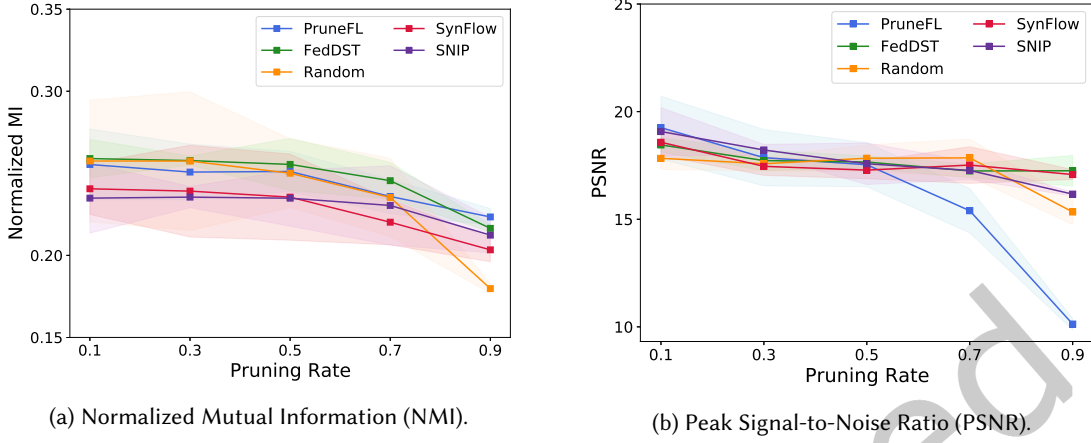 0.35
0.30
0.20
0.15
Normalized MI
PruneFL
FedDST
Random
SynFlow
SNIP
0.1 0.3 0.5 0.7 0.9
Pruning Rate
(a) Normalized Mutual Information (NMI).
25
20
15
10
PSNR
PruneFL
FedDST
Random
SynFlow
SNIP
0.1 0.3 0.5 0.7 0.9
Pruning Rate
(b) Peak Signal-to-Noise Ratio (PSNR).
ed